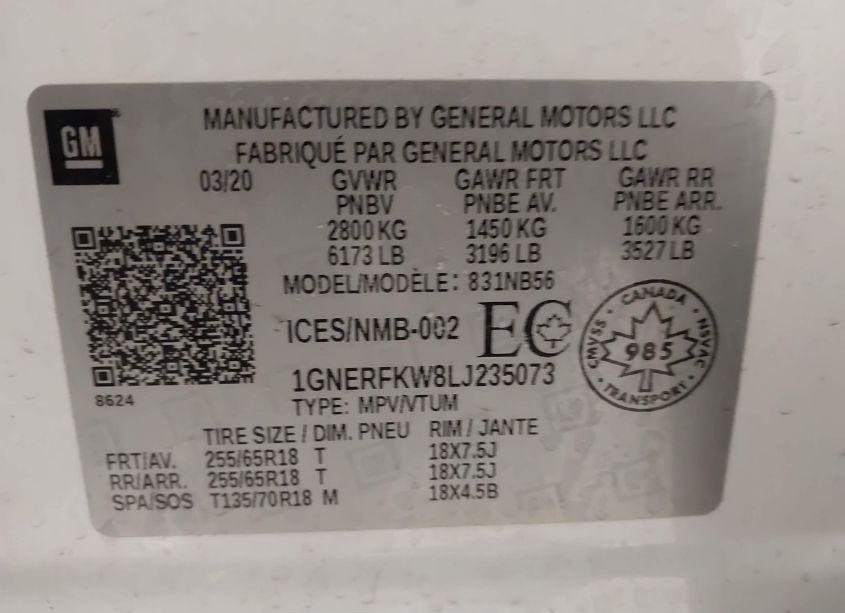 GM
MANUFACTURED BY GENERAL MOTORS LLC
FABRIQUÉ PAR GENERAL MOTORS LLC
03/20 GVWR GAWR FRT GAWR RR
PNBV PNBE AV. PNBE ARR.
2800 KG 1450 KG 1600 KG
6173 LB 3196 LB 3527 LB
MODEL/MODÈLE: 831NB56
ICES/NMB-002 EC
CANADA
CMVSS 985 NSVAC
TRANSPORT
1GNERFKW8LJ235073
8624
TYPE: MPV/VTUM
TIRE SIZE / DIM. PNEU RIM / JANTE
FRT/AV. 255/65R18 T 18X7.5J
RR/ARR. 255/65R18 T 18X7.5J
SPA/SOS T135/70R18 M 18X4.5B